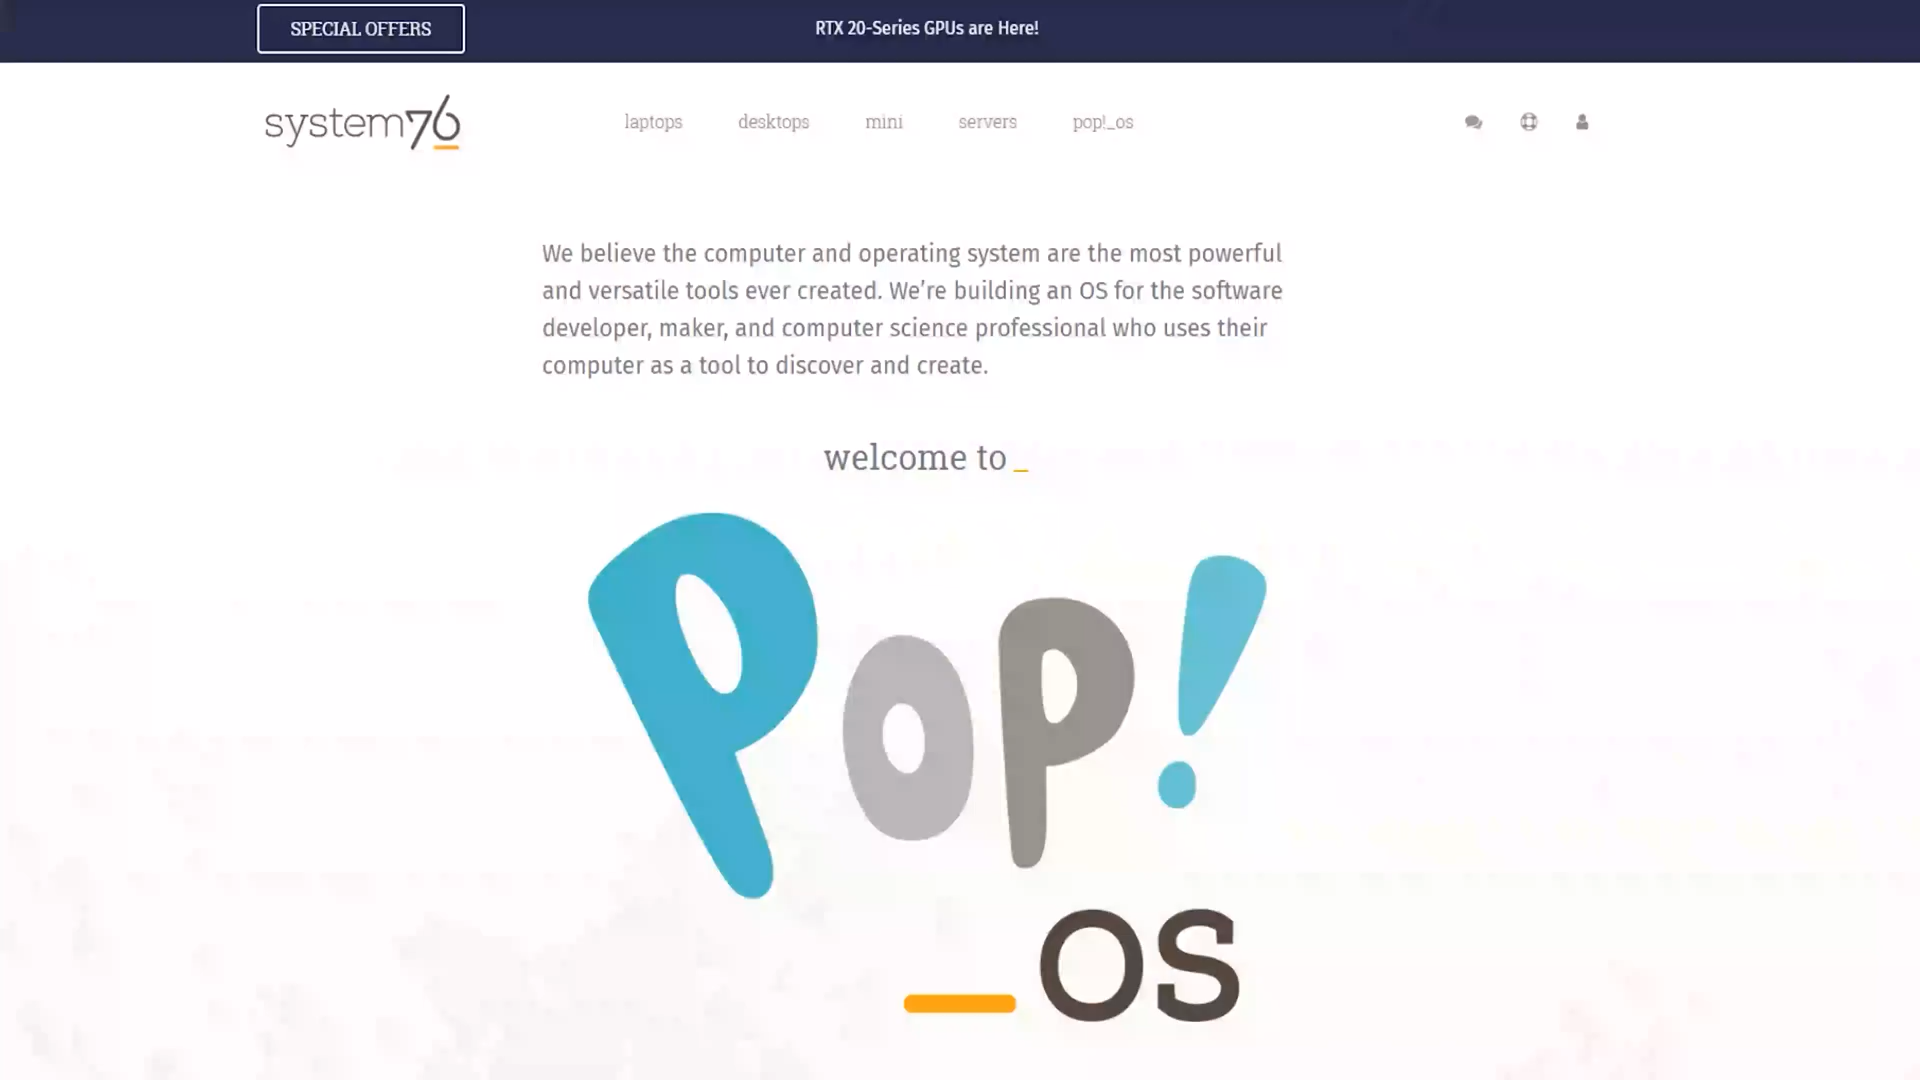 SPECIAL OFFERS
RTX 20-Series GPUs are Here!
system76
laptops
desktops
mini
servers
pop!_os
We believe the computer and operating system are the most powerful
and versatile tools ever created. We’re building an OS for the software
developer, maker, and computer science professional who uses their
computer as a tool to discover and create.
welcome to _
Pop!
_OS